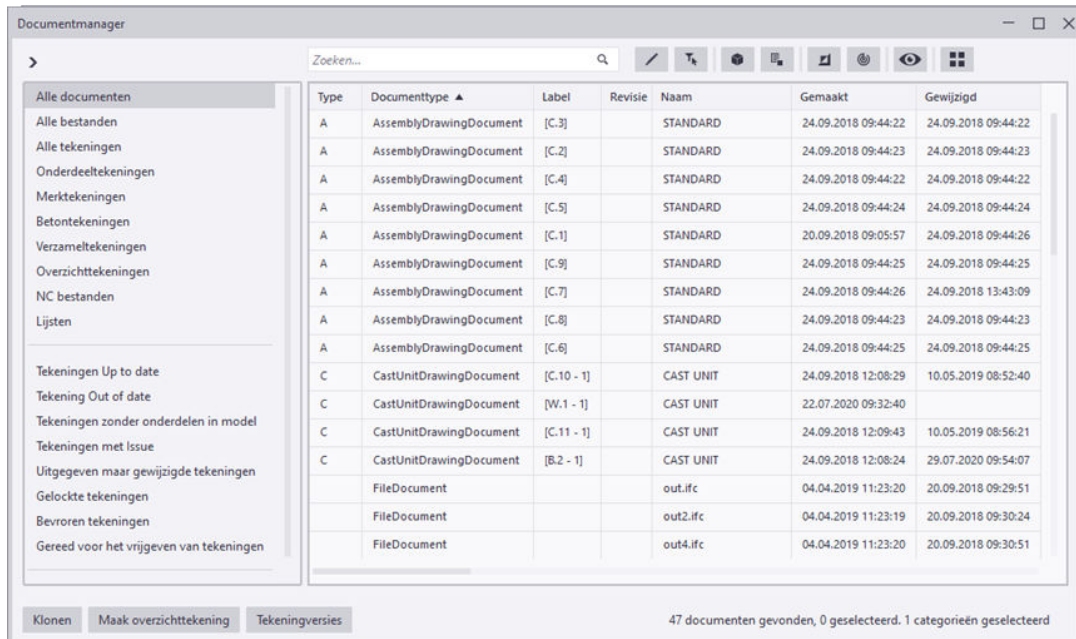 Documentmanager
Zoeken...
Alle documenten
Alle bestanden
Alle tekeningen
Onderdeeltekeningen
Merktekeningen
Betontekeningen
Verzameltekeningen
Overzichttekeningen
NC bestanden
Lijsten
Tekeningen Up to date
Tekening Out of date
Tekeningen zonder onderdelen in model
Tekeningen met Issue
Uitgegeven maar gewijzigde tekeningen
Gelockte tekeningen
Bevroren tekeningen
Gereed voor het vrijgeven van tekeningen
Type Documenttype ▲ Label Revisie Naam Gemaakt Gewijzigd
A AssemblyDrawingDocument [C.3] STANDARD 24.09.2018 09:44:22 24.09.2018 09:44:22
A AssemblyDrawingDocument [C.2] STANDARD 24.09.2018 09:44:23 24.09.2018 09:44:23
A AssemblyDrawingDocument [C.4] STANDARD 24.09.2018 09:44:22 24.09.2018 09:44:22
A AssemblyDrawingDocument [C.5] STANDARD 24.09.2018 09:44:24 24.09.2018 09:44:24
A AssemblyDrawingDocument [C.1] STANDARD 20.09.2018 09:05:57 24.09.2018 09:44:26
A AssemblyDrawingDocument [C.9] STANDARD 24.09.2018 09:44:25 24.09.2018 09:44:25
A AssemblyDrawingDocument [C.7] STANDARD 24.09.2018 09:44:26 24.09.2018 13:43:09
A AssemblyDrawingDocument [C.8] STANDARD 24.09.2018 09:44:23 24.09.2018 09:44:23
A AssemblyDrawingDocument [C.6] STANDARD 24.09.2018 09:44:25 24.09.2018 09:44:25
C CastUnitDrawingDocument [C.10 - 1] CAST UNIT 24.09.2018 12:08:29 10.05.2019 08:52:40
C CastUnitDrawingDocument [W.1 - 1] CAST UNIT 22.07.2020 09:32:40
C CastUnitDrawingDocument [C.11 - 1] CAST UNIT 24.09.2018 12:09:43 10.05.2019 08:56:21
C CastUnitDrawingDocument [B.2 - 1] CAST UNIT 24.09.2018 12:08:24 29.07.2020 09:54:07
FileDocument out.ifc 04.04.2019 11:23:20 20.09.2018 09:29:51
FileDocument out2.ifc 04.04.2019 11:23:19 20.09.2018 09:30:24
FileDocument out4.ifc 04.04.2019 11:23:20 20.09.2018 09:30:51
Klonen Maak overzichttekening Tekeningversies 47 documenten gevonden, 0 geselecteerd. 1 categorieën geselecteerd